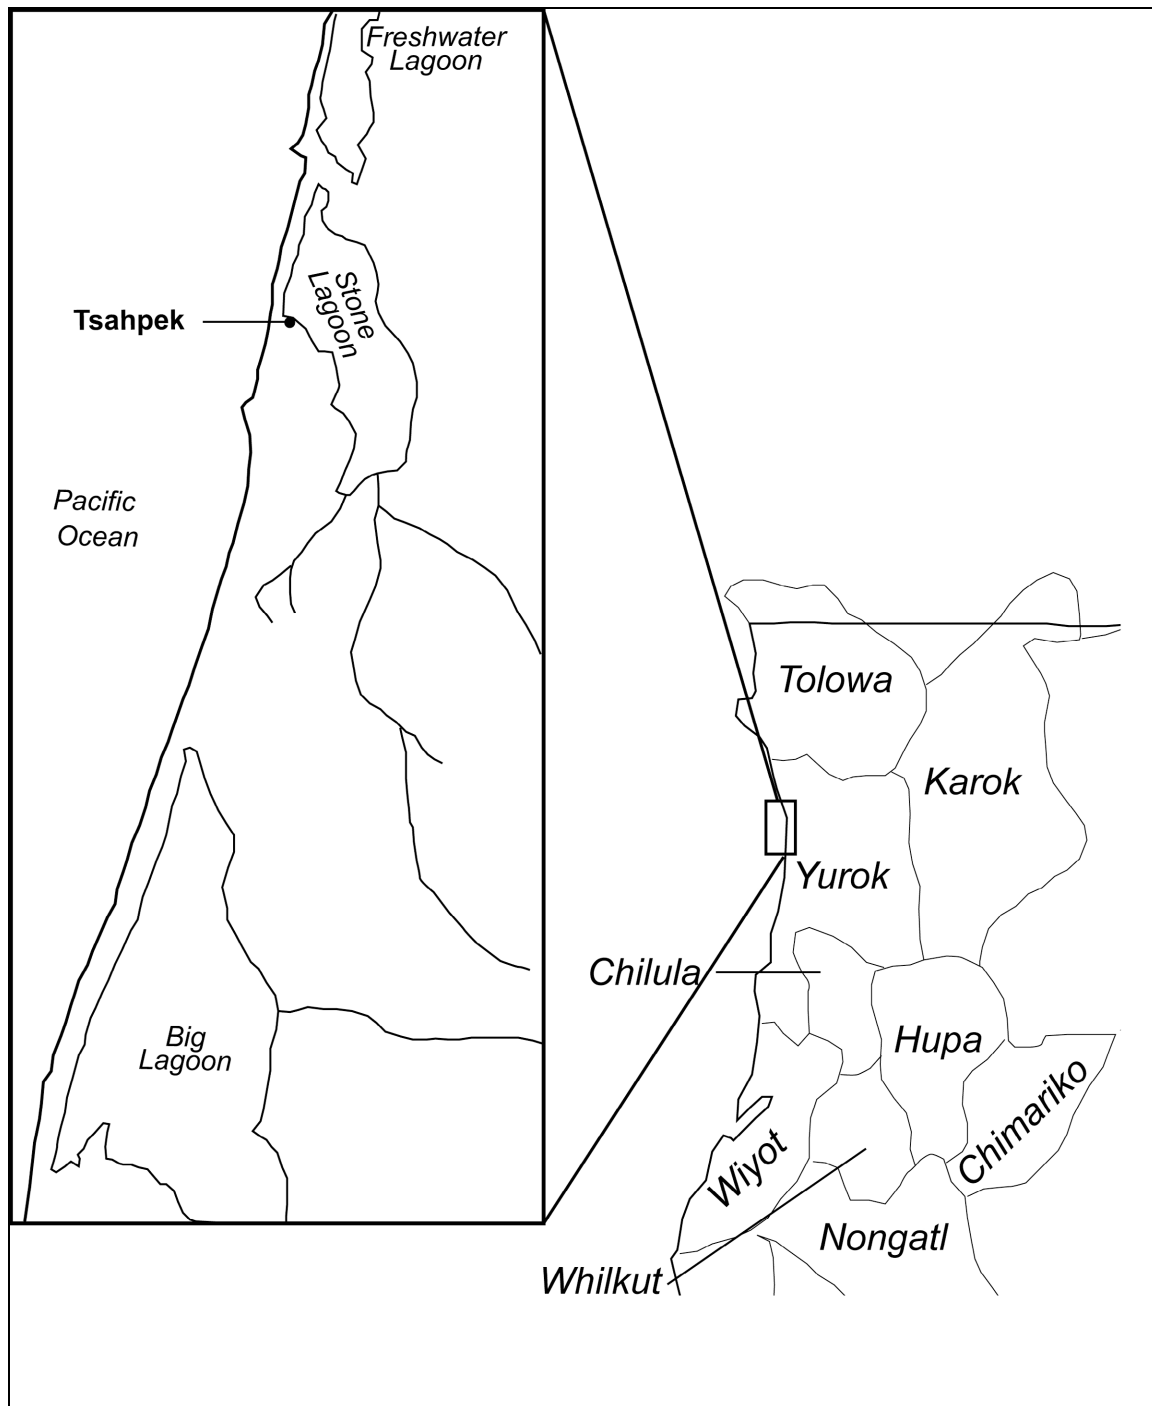 Freshwater
Lagoon
Stone
Lagoon
Tsahpek
Pacific
Ocean
Big
Lagoon
Tolowa
Karok
Yurok
Chilula
Hupa
Chimariko
Wiyot
Nongatl
Whilkut